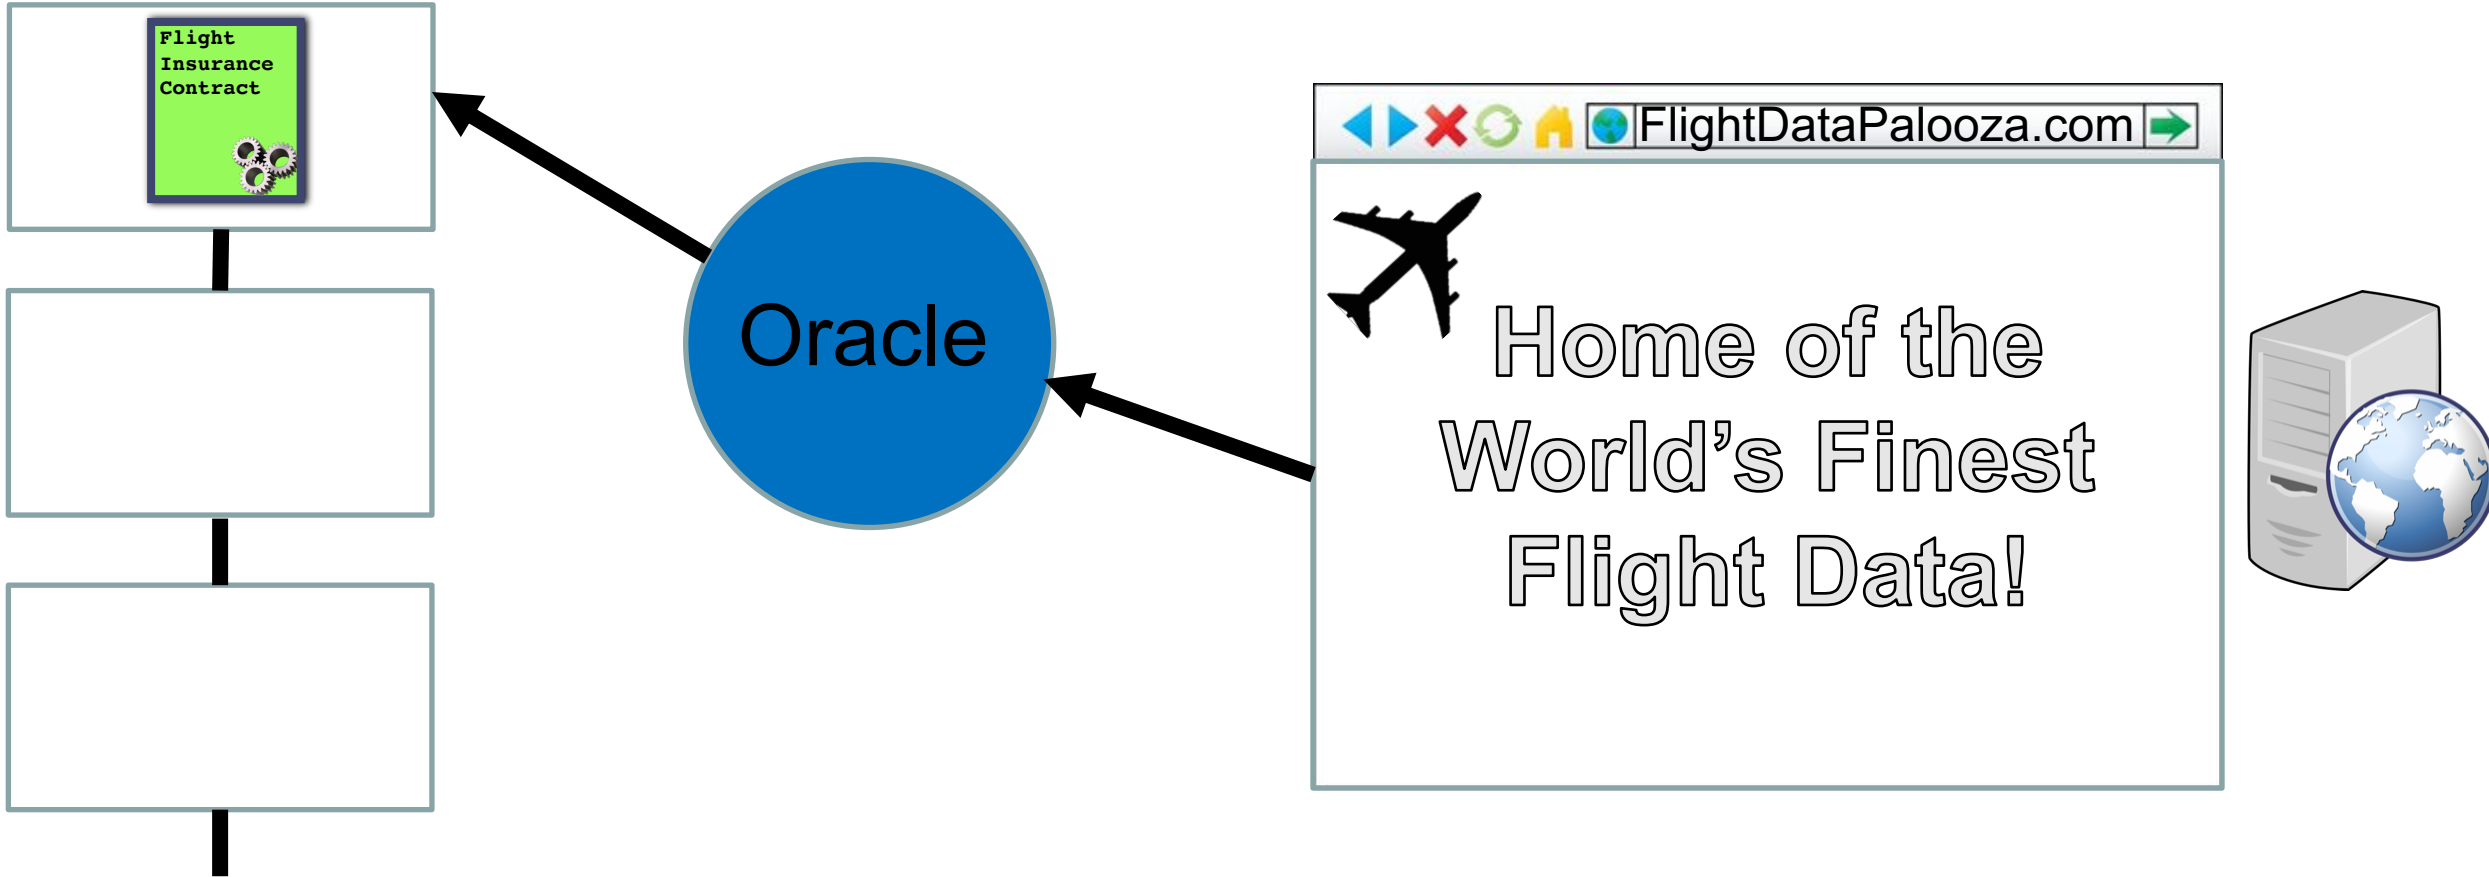 Flight
Insurance
Contract
Oracle
FlightDataPalooza.com
Home of the
World’s Finest
Flight Data!